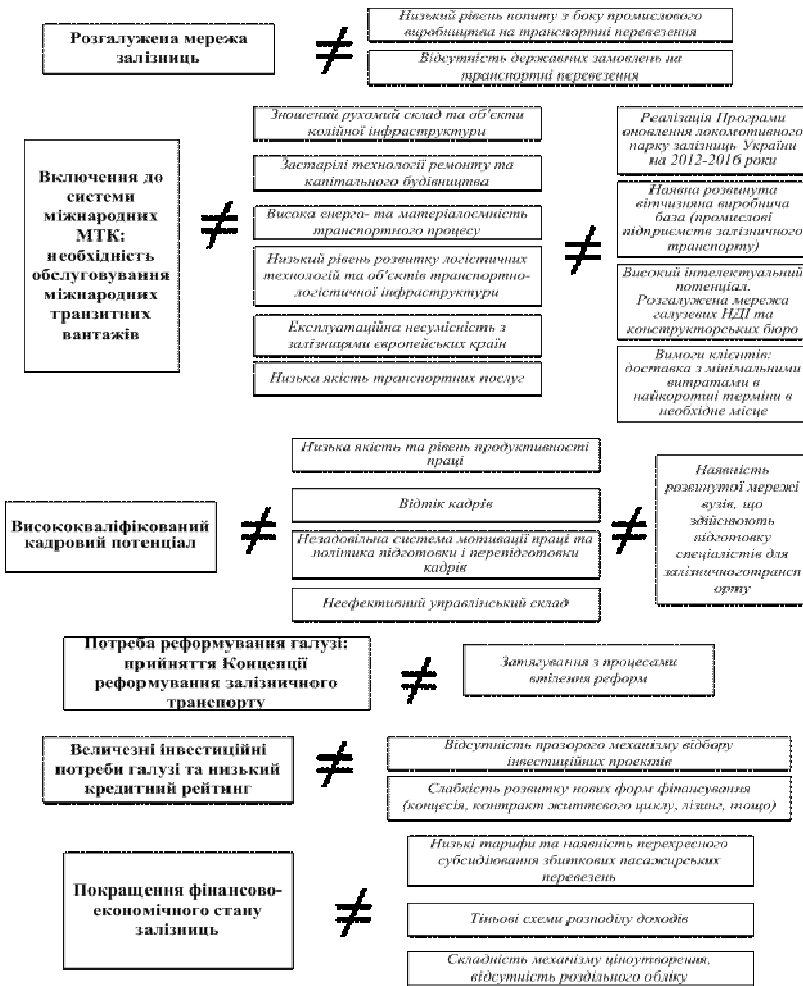 Розгалужена мережа
залізниць
≠
Низький рівень попиту з боку промислового
виробництва на транспортні перевезення
Відсутність державних замовлень на
транспортні перевезення
Включення до
системи
міжнародних
МТК:
необхідність
обслуговування
міжнародних
транзитних
вантажів
≠
Зношений рухомий склад та об'єкти
колійної інфраструктури
Застарілі технології ремонту та
капітального будівництва
Висока енерга- та матеріалоємність
транспортного процесу
Низький рівень розвитку логістичних
технологій та об'єктів транспортно-
логістичної інфраструктури
Експлуатаційна несумісність з
залізницями європейських країн
Низька якість транспортних послуг
≠
Реалізація Програми
оновлення локомотивного
парку залізниць України
на 2012-2016 роки
Наявна розвинута
вітчизняна виробнича
база (промислові
підприємств залізничного
транспорту)
Високий інтелектуальний
потенціал.
Розгалужена мережа
галузевих НДІ та
конструкторських бюро
Вимоги клієнтів:
доставка з мінімальними
витратами в
найкоротші терміни в
необхідне місце
Висококваліфікований
кадровий потенціал
≠
Низька якість та рівень продуктивності
праці
Відтік кадрів
Незадовільна система мотивації праці та
політика підготовки і перепідготовки
кадрів
Неефективний управлінський склад
≠
Наявність
розвинутої мережі
вузів, що
здійснюють
підготовку
спеціалістів для
залізничноготрансп
орту
Потреба реформування галузі:
прийняття Концепції
реформування залізничного
транспорту
≠
Затягування з процесами
втілення реформ
Величезні інвестиційні
потреби галузі та низький
кредитний рейтинг
≠
Відсутність прозорого механізму відбору
інвестиційних проектів
Слабкість розвитку нових форм фінансування
(концесія, контракт життєвого циклу, лізинг, тощо)
Покращення фінансово-
економічного стану
залізниць
≠
Низькі тарифи та наявність перехресного
субсидіювання збиткових пасажирських
перевезень
Тіньові схеми розподілу доходів
Складність механізму ціноутворення,
відсутність роздільного обліку